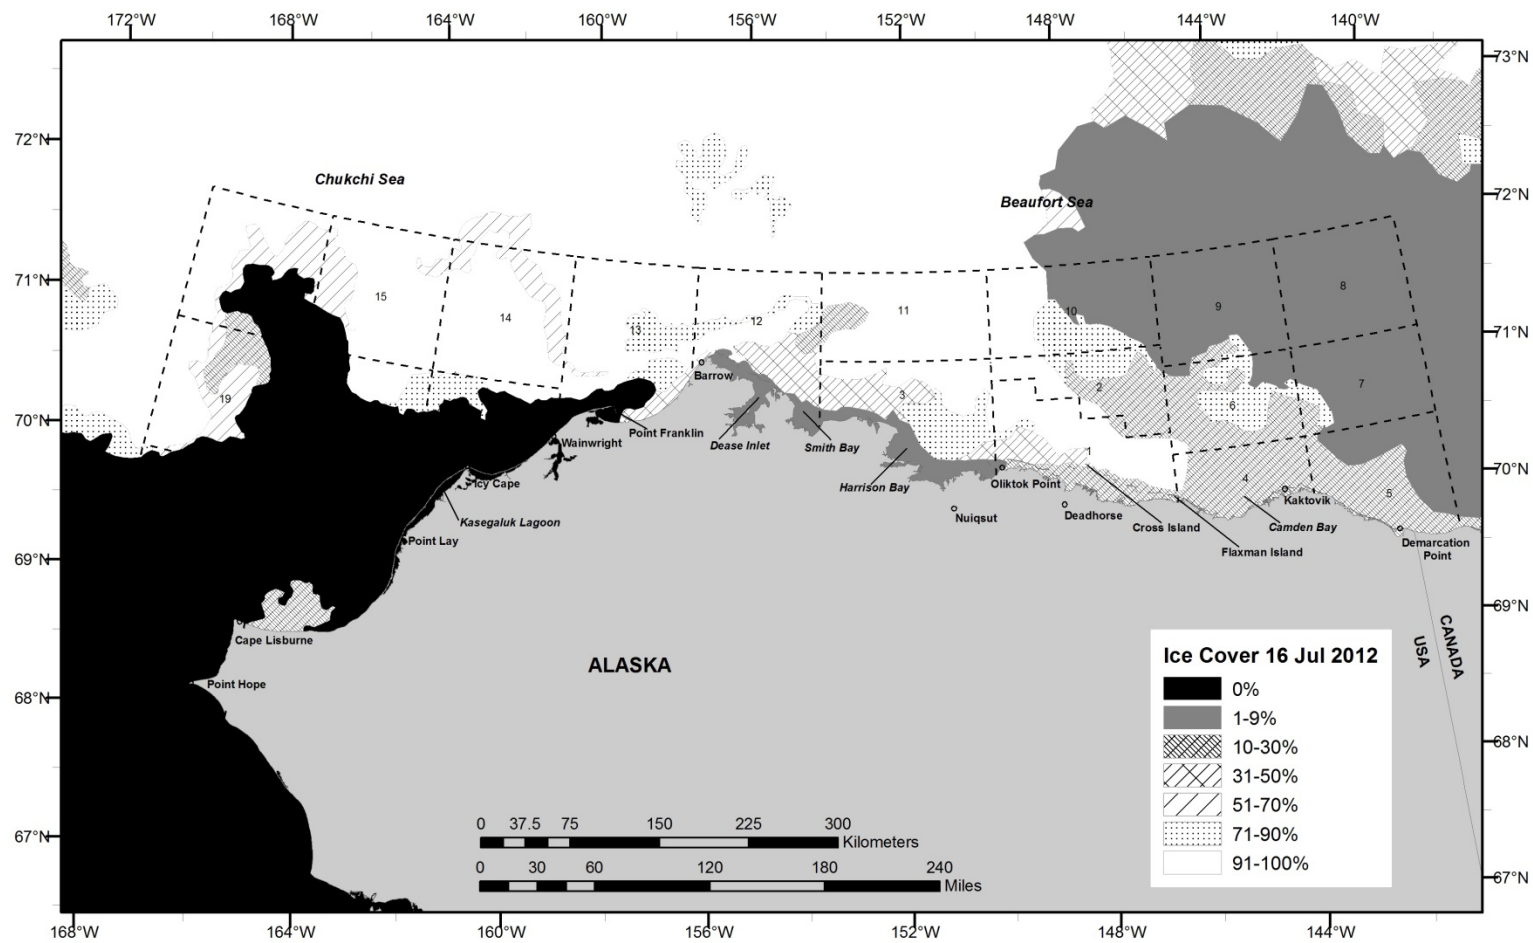 172°W 168°W 164°W 160°W 156°W 152°W 148°W 144°W 140°W
73°N
72°N
72°N
Chukchi Sea
Beaufort Sea
71°N
71°N
15
14
13
12
11
10
9
8
19
3
2
6
7
1
4
5
Barrow
70°N
70°N
Point Franklin
Wainwright
Dease Inlet
Smith Bay
Icy Cape
Harrison Bay
Oliktok Point
Kaktovik
Kasegaluk Lagoon
Nuiqsut
Deadhorse
Cross Island
Camden Bay
Point Lay
Flaxman Island
Demarcation
Point
69°N
69°N
Cape Lisburne
Point Hope
ALASKA
USA
CANADA
68°N
68°N
67°N
67°N
Ice Cover 16 Jul 2012
0%
1-9%
10-30%
31-50%
51-70%
71-90%
91-100%
0 37.5 75 150 225 300
Kilometers
0 30 60 120 180 240
Miles
168°W 164°W 160°W 156°W 152°W 148°W 144°W